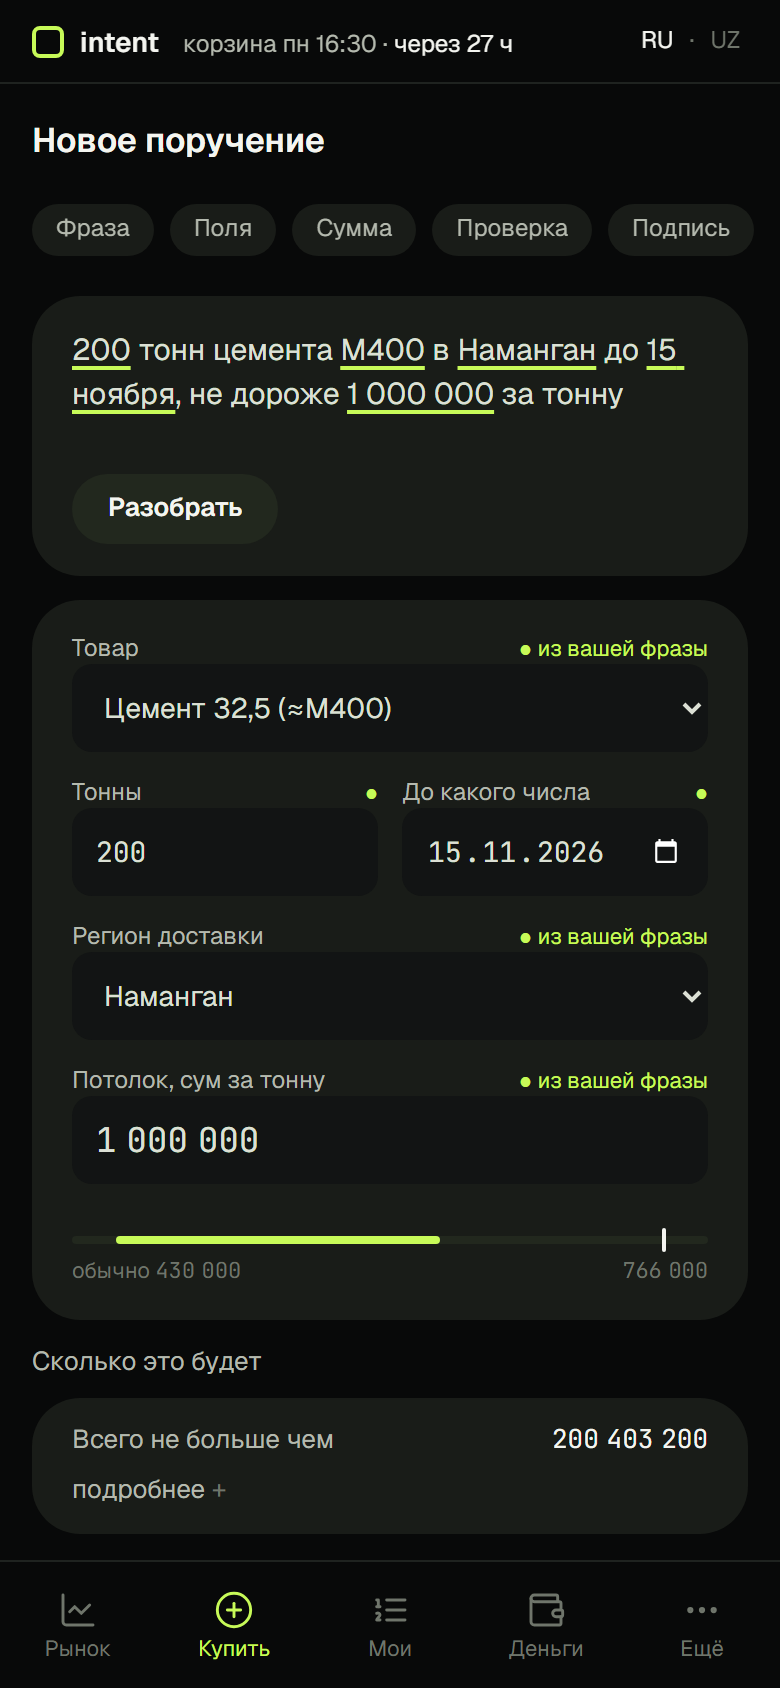 intent корзина пн 16:30 · через 27 ч RU · UZ
Новое поручение
Фраза Поля Сумма Проверка Подпись
200 тонн цемента М400 в Наманган до 15
ноября, не дороже 1 000 000 за тонну
Разобрать
Товар ● из вашей фразы
Цемент 32,5 (≈М400)
Тонны ● До какого числа ●
200 15.11.2026
Регион доставки ● из вашей фразы
Наманган
Потолок, сум за тонну ● из вашей фразы
1 000 000
обычно 430 000 766 000
Сколько это будет
Всего не больше чем 200 403 200
подробнее +
Рынок Купить Мои Деньги Ещё